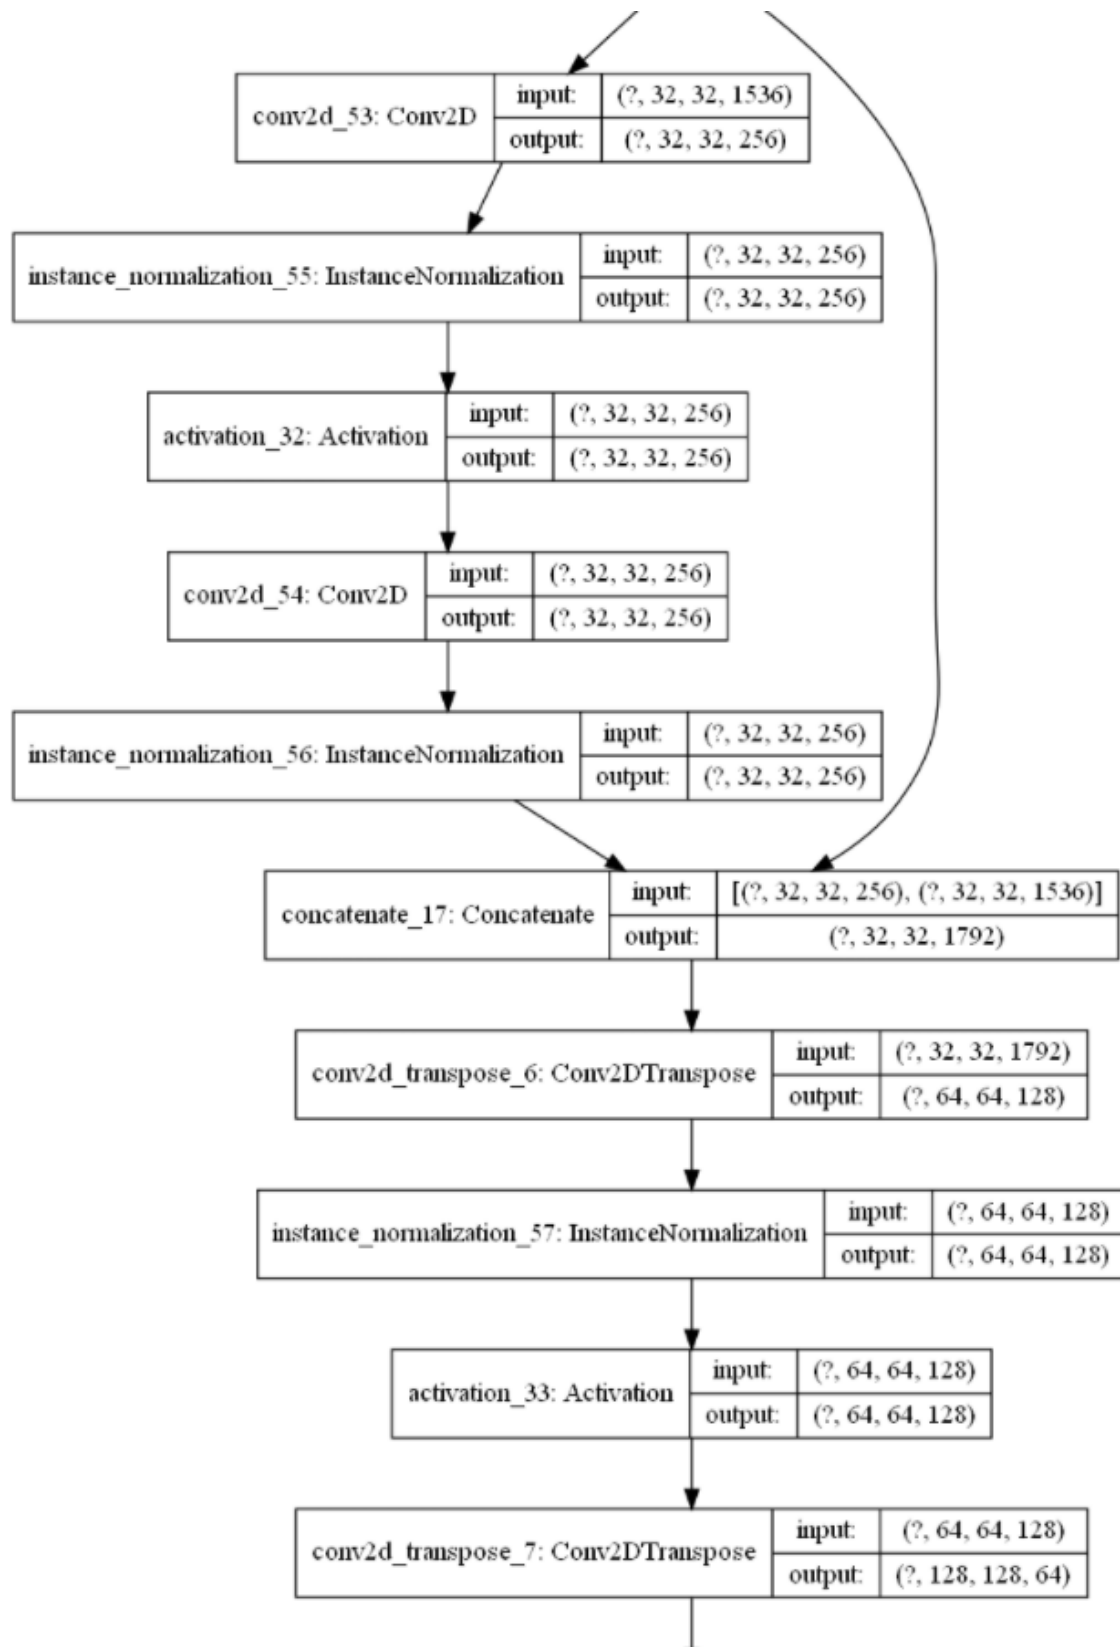 conv2d_53: Conv2D
input: (?, 32, 32, 1536)
output: (?, 32, 32, 256)
instance_normalization_55: InstanceNormalization
input: (?, 32, 32, 256)
output: (?, 32, 32, 256)
activation_32: Activation
input: (?, 32, 32, 256)
output: (?, 32, 32, 256)
conv2d_54: Conv2D
input: (?, 32, 32, 256)
output: (?, 32, 32, 256)
instance_normalization_56: InstanceNormalization
input: (?, 32, 32, 256)
output: (?, 32, 32, 256)
concatenate_17: Concatenate
input: [(?, 32, 32, 256), (?, 32, 32, 1536)]
output: (?, 32, 32, 1792)
conv2d_transpose_6: Conv2DTranspose
input: (?, 32, 32, 1792)
output: (?, 64, 64, 128)
instance_normalization_57: InstanceNormalization
input: (?, 64, 64, 128)
output: (?, 64, 64, 128)
activation_33: Activation
input: (?, 64, 64, 128)
output: (?, 64, 64, 128)
conv2d_transpose_7: Conv2DTranspose
input: (?, 64, 64, 128)
output: (?, 128, 128, 64)